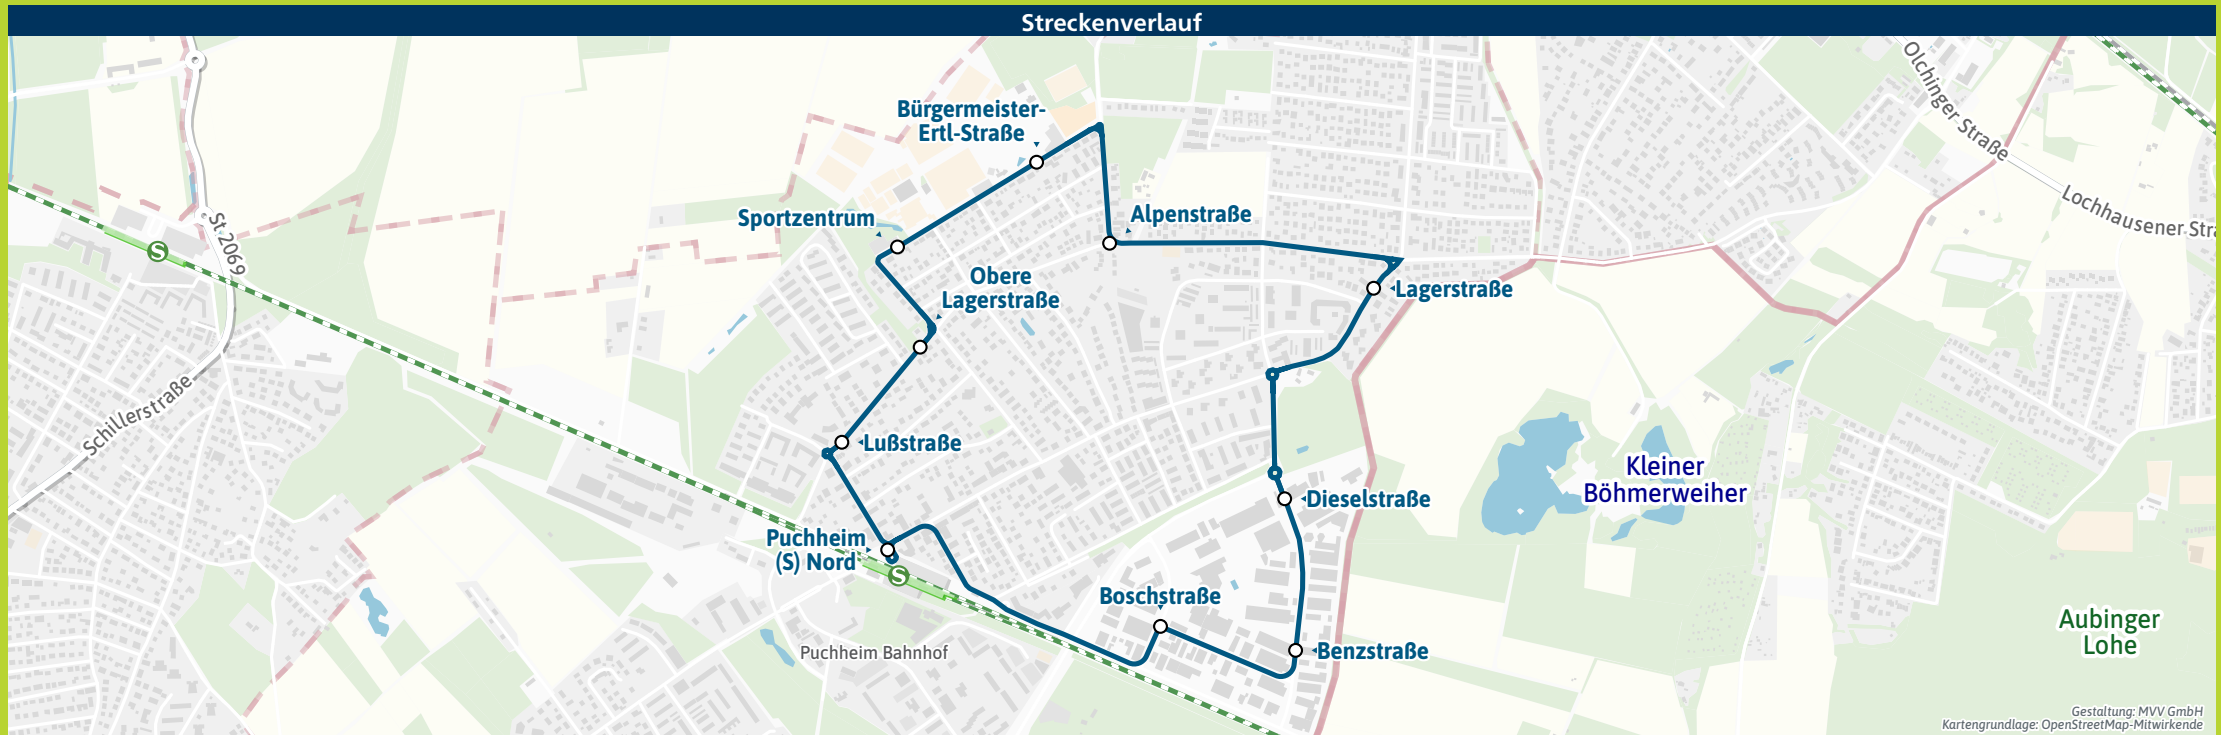 Streckenverlauf
Olchinger Straße
Bürgermeister-
Ertl-Straße
Lochhausener Stra
Sportzentrum
Alpenstraße
St 2069
S
Obere
Lagerstraße
Lagerstraße
Schillerstraße
Lußstraße
Kleiner
Böhmerweiher
Dieselstraße
Puchheim
(S) Nord
S
Boschstraße
Aubinger
Lohe
Puchheim Bahnhof
Benzstraße
Gestaltung: MVV GmbH
Kartengrundlage: OpenStreetMap-Mitwirkende